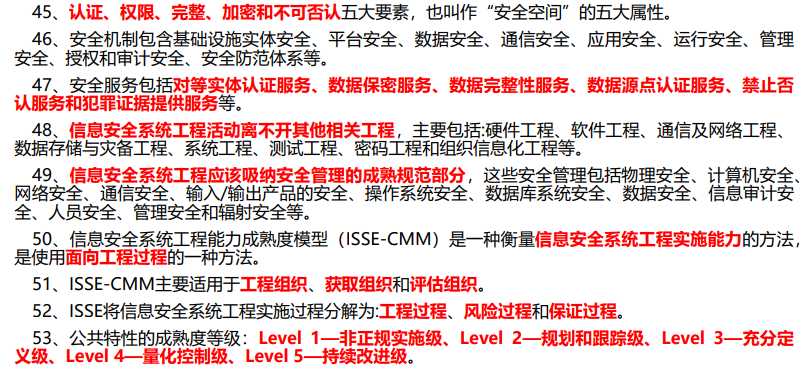 45、认证、权限、完整、加密和不可否认五大要素，也叫作“安全空间”的五大属性。
46、安全机制包含基础设施实体安全、平台安全、数据安全、通信安全、应用安全、运行安全、管理
安全、授权和审计安全、安全防范体系等。
47、安全服务包括对等实体认证服务、数据保密服务、数据完整性服务、数据源点认证服务、禁止否
认服务和犯罪证据提供服务等。
48、信息安全系统工程活动离不开其他相关工程，主要包括:硬件工程、软件工程、通信及网络工程、
数据存储与灾备工程、系统工程、测试工程、密码工程和组织信息化工程等。
49、信息安全系统工程应该吸纳安全管理的成熟规范部分，这些安全管理包括物理安全、计算机安全、
网络安全、通信安全、输入/输出产品的安全、操作系统安全、数据库系统安全、数据安全、信息审计安
全、人员安全、管理安全和辐射安全等。
50、信息安全系统工程能力成熟度模型（ISSE-CMM）是一种衡量信息安全系统工程实施能力的方法，
是使用面向工程过程的一种方法。
51、ISSE-CMM主要适用于工程组织、获取组织和评估组织。
52、ISSE将信息安全系统工程实施过程分解为:工程过程、风险过程和保证过程。
53、公共特性的成熟度等级：Level 1—非正规实施级、Level 2—规划和跟踪级、Level 3—充分定
义级、Level 4—量化控制级、Level 5—持续改进级。